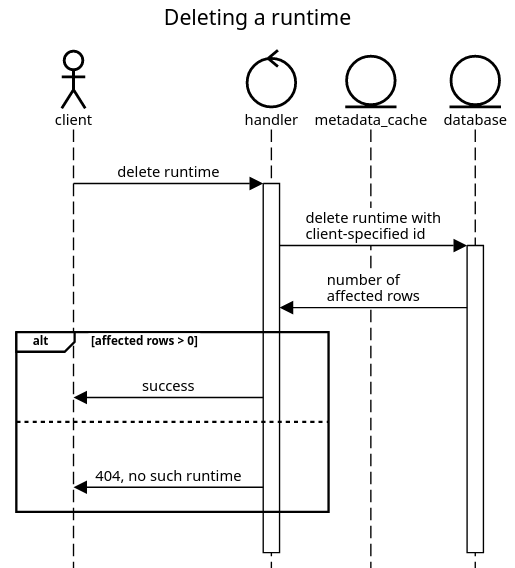 Deleting a runtime
client
handler
metadata_cache
database
delete runtime
delete runtime with
client-specified id
number of
affected rows
alt
[affected rows > 0]
success
404, no such runtime